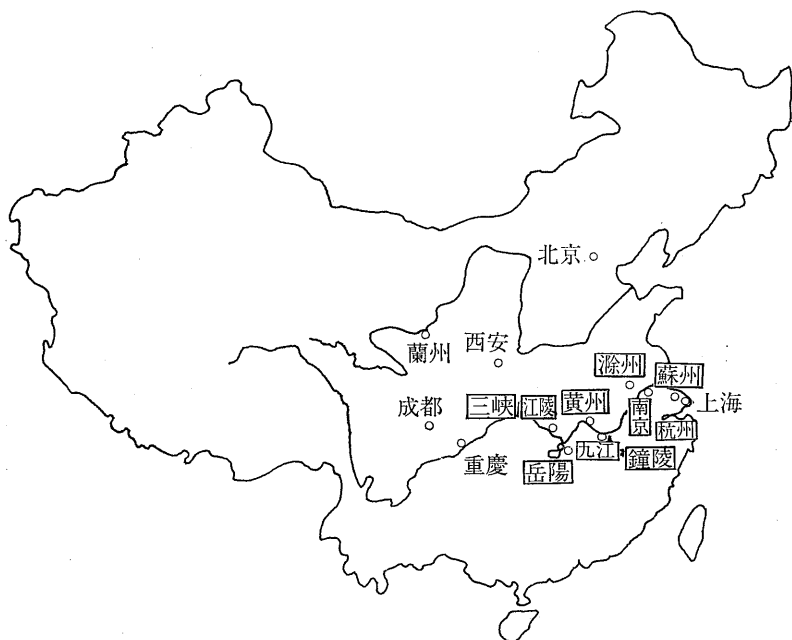 北京
蘭州
西安
滁州
蘇州
成都
三峡
江陵
黄州
南京
上海
杭州
重慶
岳陽
九江
鐘陵